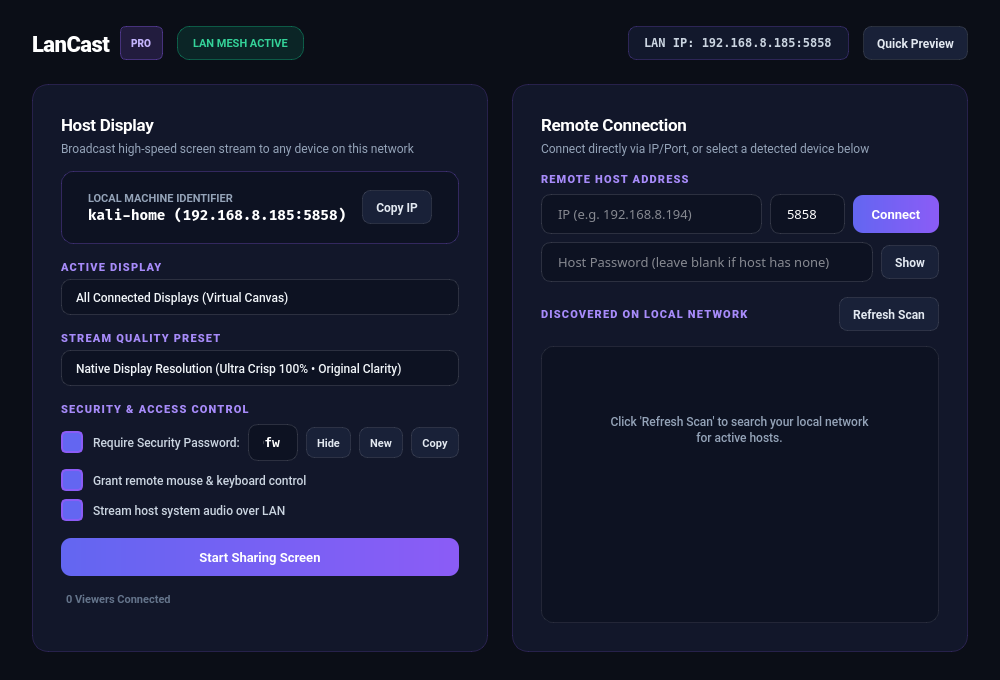 LanCast PRO LAN MESH ACTIVE
LAN IP: 192.168.8.185:5858 Quick Preview
Host Display
Broadcast high-speed screen stream to any device on this network
LOCAL MACHINE IDENTIFIER
kali-home (192.168.8.185:5858)
Copy IP
ACTIVE DISPLAY
All Connected Displays (Virtual Canvas)
STREAM QUALITY PRESET
Native Display Resolution (Ultra Crisp 100% • Original Clarity)
SECURITY & ACCESS CONTROL
Require Security Password: fw Hide New Copy
Grant remote mouse & keyboard control
Stream host system audio over LAN
Start Sharing Screen
0 Viewers Connected
Remote Connection
Connect directly via IP/Port, or select a detected device below
REMOTE HOST ADDRESS
IP (e.g. 192.168.8.194) 5858 Connect
Host Password (leave blank if host has none) Show
DISCOVERED ON LOCAL NETWORK Refresh Scan
Click 'Refresh Scan' to search your local network
for active hosts.